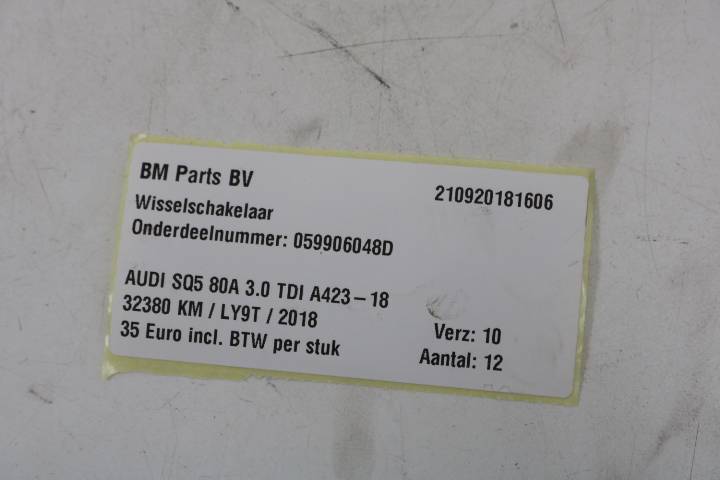 BM Parts BV
210920181606
Wisselschakelaar
Onderdeelnummer: 059906048D
AUDI SQ5 80A 3.0 TDI A423-18
32380 KM / LY9T / 2018
Verz: 10
35 Euro incl. BTW per stuk
Aantal: 12